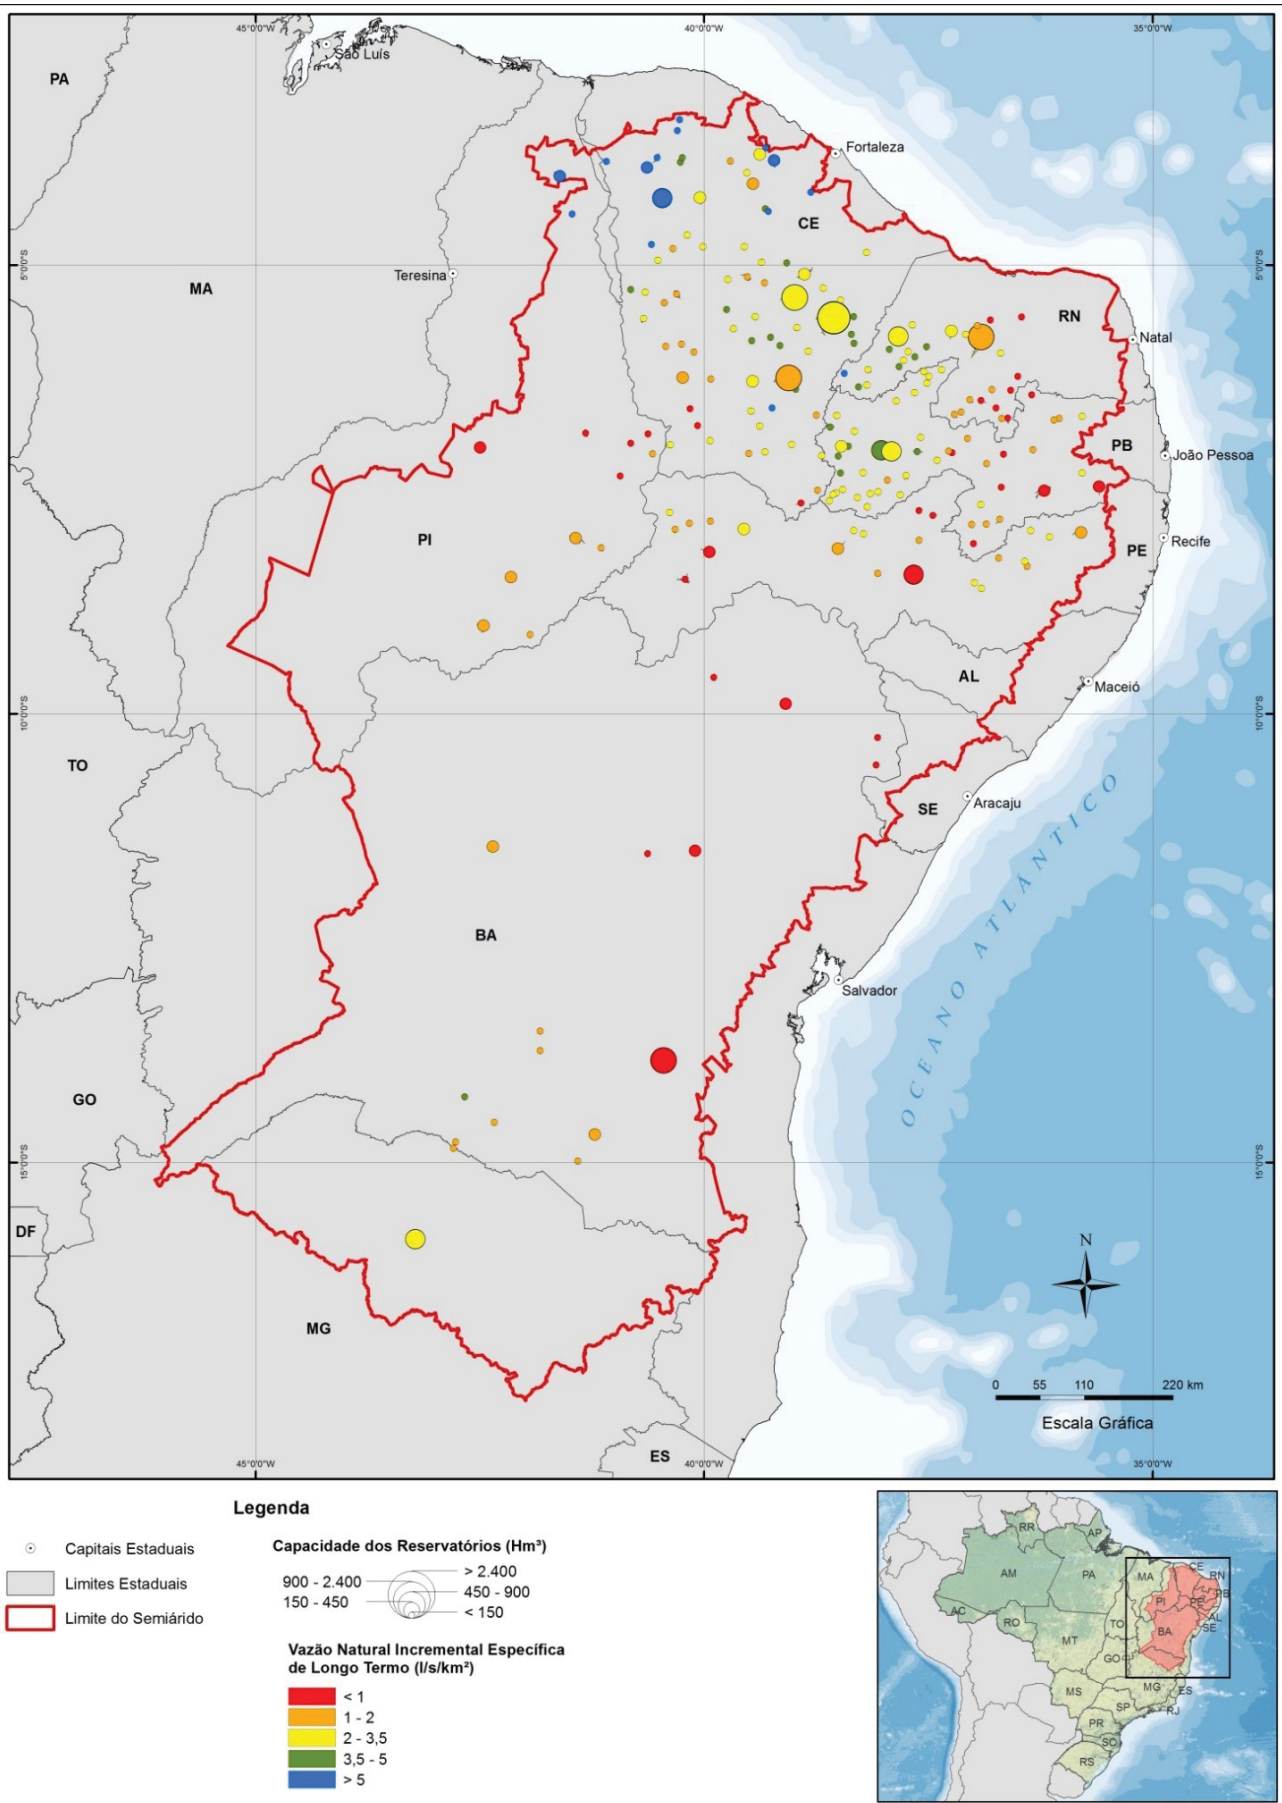 45°0'0"W
40°0'0"W
35°0'0"W
São Luís
PA
Fortaleza
CE
5°0'0"S
5°0'0"S
Teresina
MA
RN
Natal
PB
João Pessoa
PI
PE
Recife
AL
Maceió
10°0'0"S
10°0'0"S
TO
SE
Aracaju
BA
Salvador
OCEANO ATLÂNTICO
GO
15°0'0"S
15°0'0"S
DF
N
MG
0 55 110 220 km
Escala Gráfica
ES
45°0'0"W
40°0'0"W
35°0'0"W
Legenda
Capitais Estaduais
Limites Estaduais
Limite do Semiárido
Capacidade dos Reservatórios (Hm³)
900 - 2.400
150 - 450
> 2.400
450 - 900
< 150
Vazão Natural Incremental Específica
de Longo Termo (l/s/km²)
< 1
1 - 2
2 - 3,5
3,5 - 5
> 5
RR
AP
AM
PA
MA
CE
RN
PB
PI
PE
AL
SE
AC
RO
TO
BA
MT
GO
MG
ES
MS
SP
RJ
PR
SC
RS